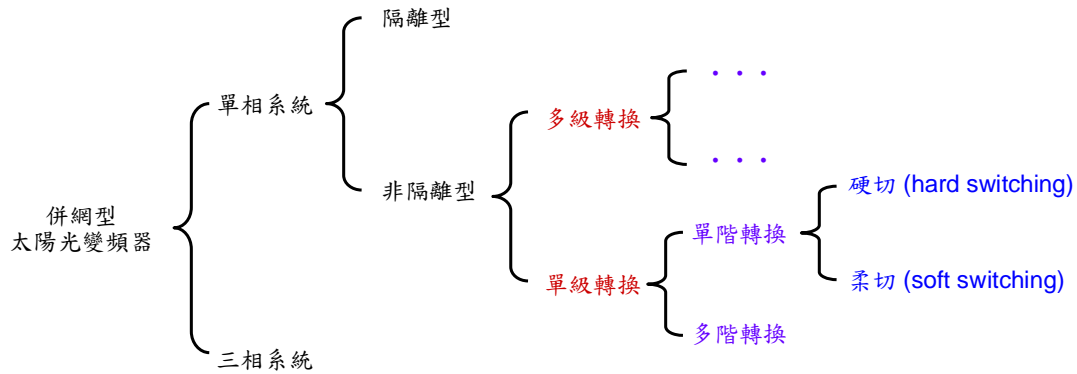 隔離型
單相系統
• • •
多級轉換
• • •
非隔離型
硬切 (hard switching)
併網型
太陽光變頻器
單階轉換
單級轉換
柔切 (soft switching)
多階轉換
三相系統